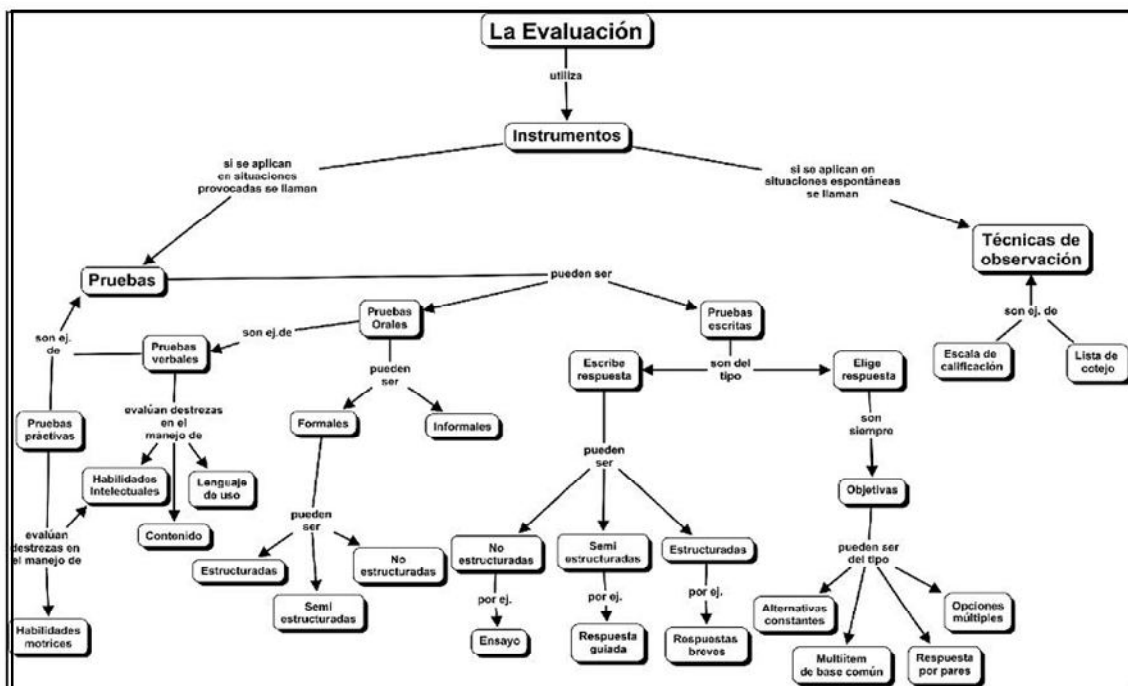 La Evaluación
utiliza
Instrumentos
si se aplican
en situaciones
provocadas se llaman
si se aplican en
situaciones espontáneas
se llaman
Técnicas de
observación
Pruebas
pueden ser
Pruebas
Orales
Pruebas
escritas
son ej.
de
son ej.de
Pruebas
verbales
son ej. de
Escala de
calificación
Lista de
cotejo
pueden
ser
Escribe
respuesta
son del
tipo
Elige
respuesta
Pruebas
práctivas
evalúan destrezas
en el
manejo de
Formales
Informales
son
siempre
Habilidades
Intelectuales
Lenguaje
de uso
pueden
ser
Objetivas
Contenido
evalúan
destrezas en
el manejo de
pueden
ser
Estructuradas
No
estructuradas
Semi
estructuradas
No
estructuradas
Semi
estructuradas
Estructuradas
pueden ser
del tipo
por ej.
por ej.
por ej.
Ensayo
Respuesta
guiada
Respuestas
breves
Alternativas
constantes
Opciones
múltiples
Multiitem
de base común
Respuesta
por pares
Habilidades
motrices